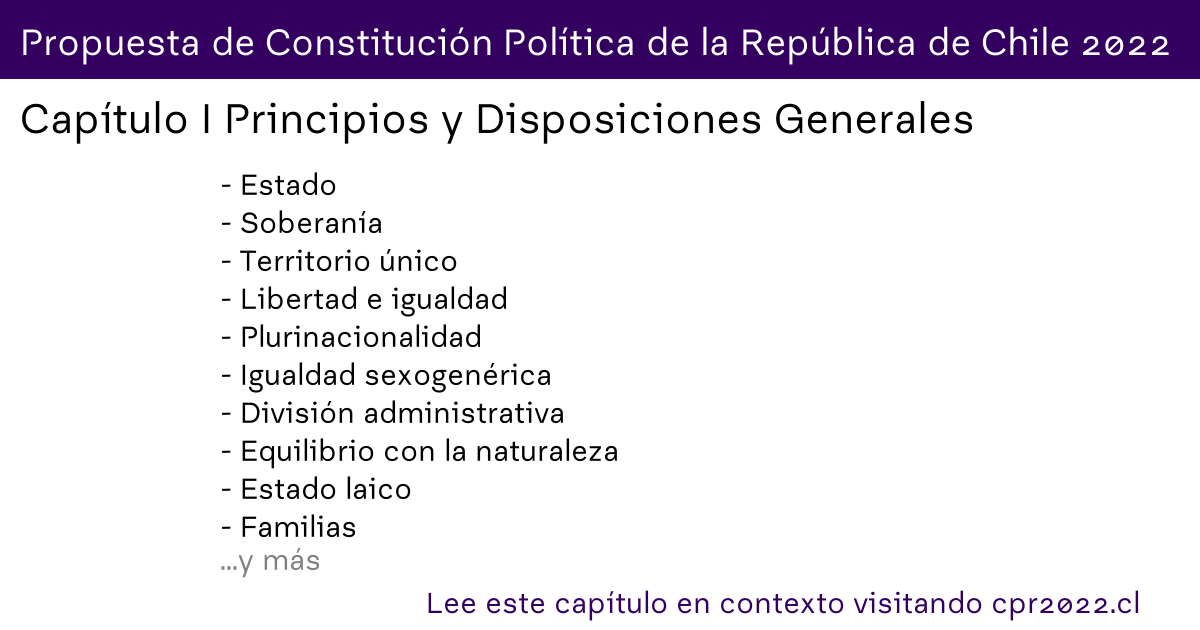 Propuesta de Constitución Política de la República de Chile 2022
Capítulo I Principios y Disposiciones Generales
- Estado
- Soberanía
- Territorio único
- Libertad e igualdad
- Plurinacionalidad
- Igualdad sexogenérica
- División administrativa
- Equilibrio con la naturaleza
- Estado laico
- Familias
...y más
Lee este capítulo en contexto visitando cpr2022.cl